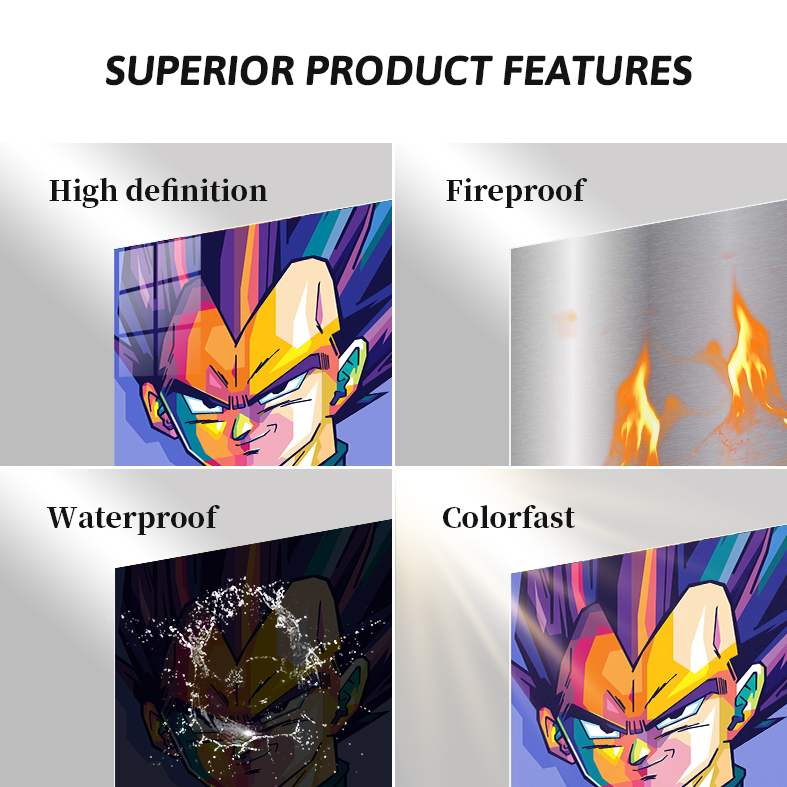 SUPERIOR PRODUCT FEATURES
High definition
Fireproof
Waterproof
Colorfast